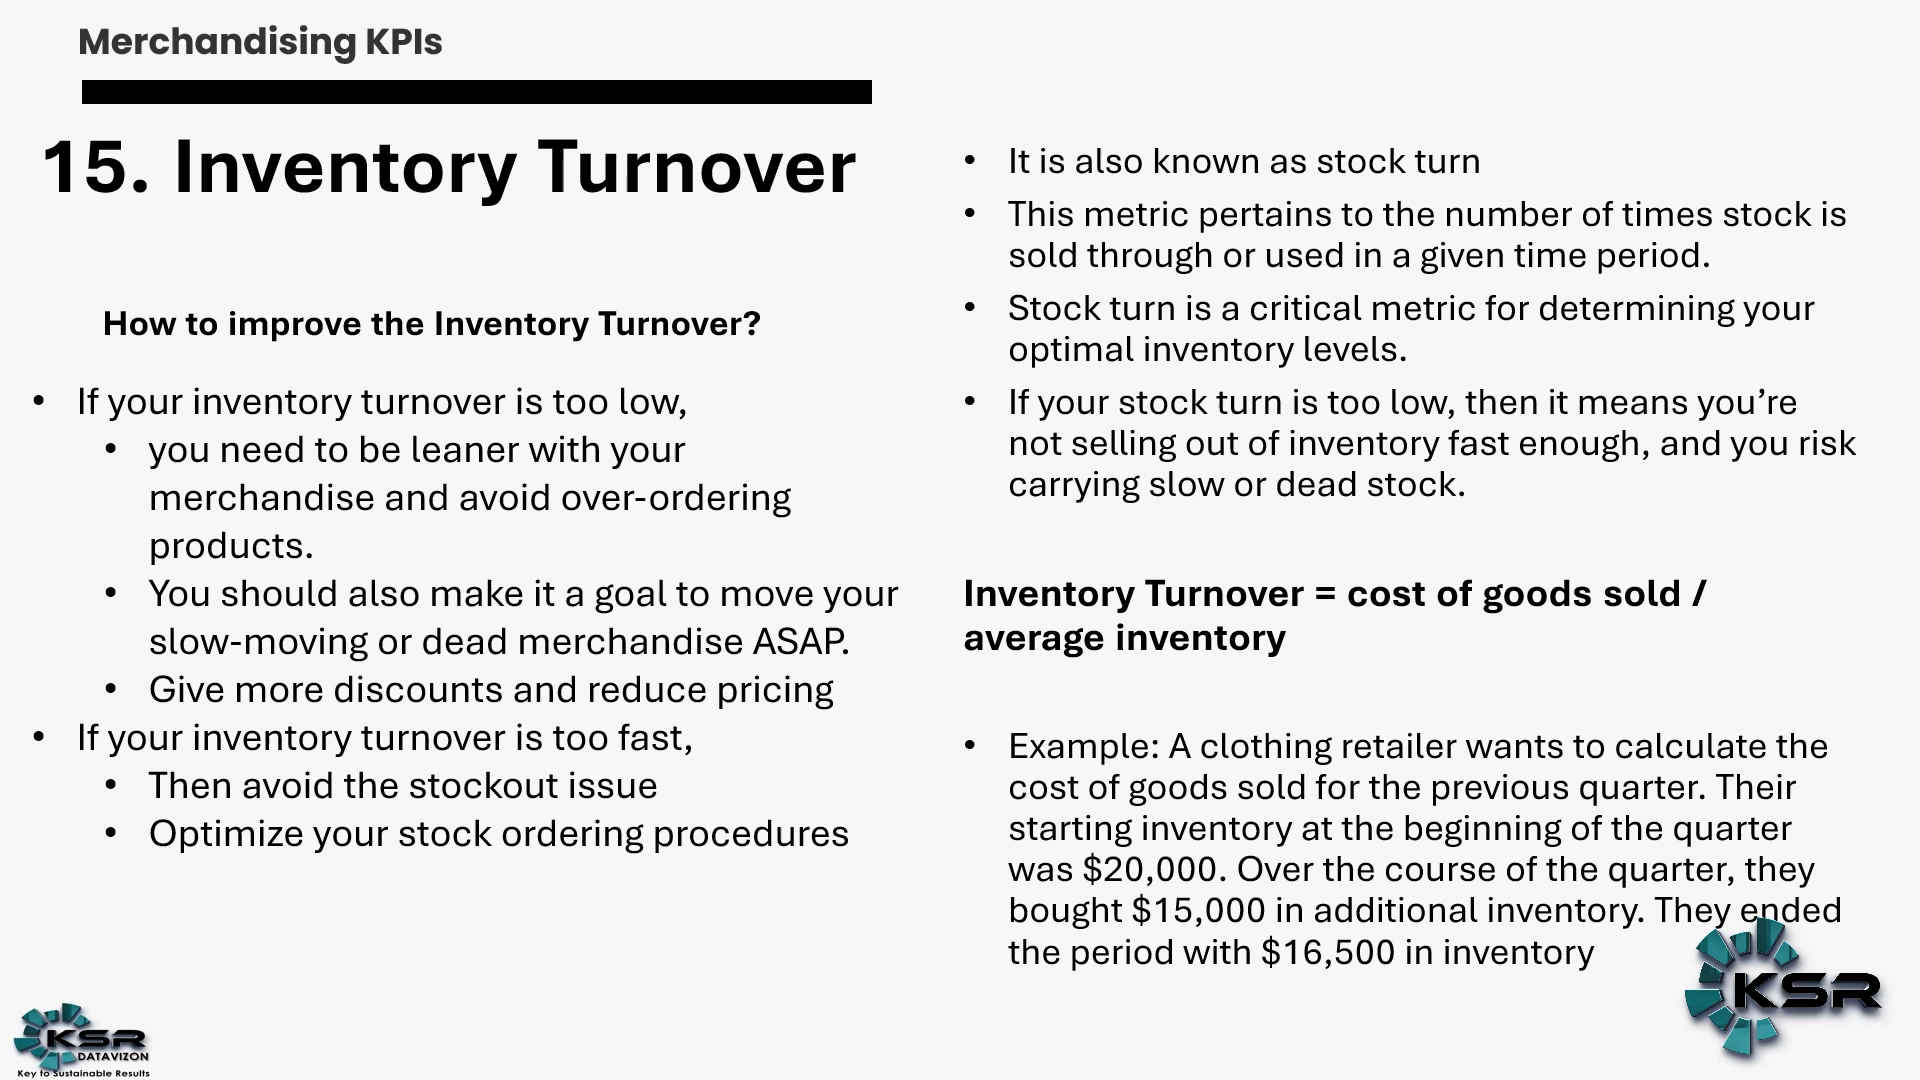 Merchandising KPIs
15. Inventory Turnover
How to improve the Inventory Turnover?
• If your inventory turnover is too low,
• you need to be leaner with your
merchandise and avoid over-ordering
products.
• You should also make it a goal to move your
slow-moving or dead merchandise ASAP.
• Give more discounts and reduce pricing
• If your inventory turnover is too fast,
• Then avoid the stockout issue
• Optimize your stock ordering procedures
• It is also known as stock turn
• This metric pertains to the number of times stock is
sold through or used in a given time period.
• Stock turn is a critical metric for determining your
optimal inventory levels.
• If your stock turn is too low, then it means you’re
not selling out of inventory fast enough, and you risk
carrying slow or dead stock.
Inventory Turnover = cost of goods sold /
average inventory
• Example: A clothing retailer wants to calculate the
cost of goods sold for the previous quarter. Their
starting inventory at the beginning of the quarter
was $20,000. Over the course of the quarter, they
bought $15,000 in additional inventory. They ended
the period with $16,500 in inventory
KSR
KSR
DATAVIZON
Key to Sustainable Results